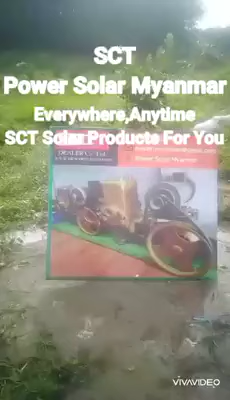 SCT
Power Solar Myanmar
Everywhere,Anytime
SCT Solar Products For You
Power Solar Myanmar
VIVAVIDEO